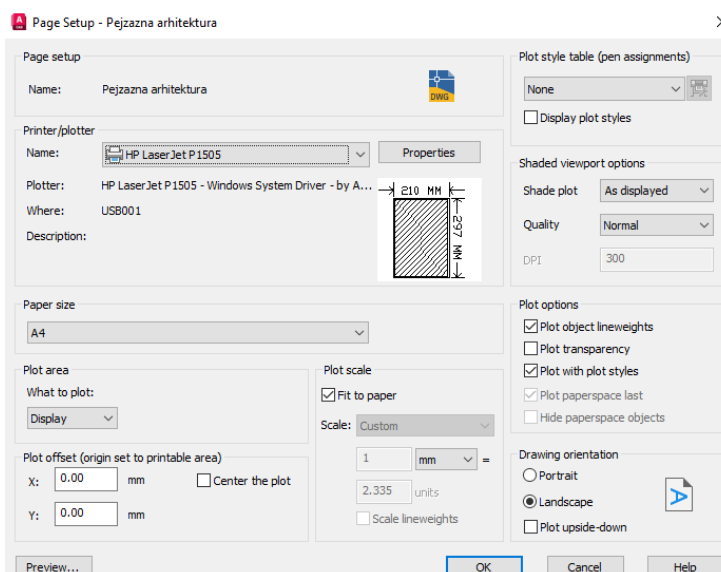 Page Setup - Pejzazna arhitektura
Page setup
Name: Pejzazna arhitektura
DWG
Printer/plotter
Name: HP LaserJet P1505 Properties
Plotter: HP LaserJet P1505 - Windows System Driver - by A...
Where: USB001
Description:
210 MM
297 MM
Paper size
A4
Plot area
What to plot:
Display
Plot offset (origin set to printable area)
X: 0.00 mm Center the plot
Y: 0.00 mm
Plot scale
Fit to paper
Scale: Custom
1 mm =
2.335 units
Scale lineweights
Plot style table (pen assignments)
None
Display plot styles
Shaded viewport options
Shade plot As displayed
Quality Normal
DPI 300
Plot options
Plot object lineweights
Plot transparency
Plot with plot styles
Plot paperspace last
Hide paperspace objects
Drawing orientation
Portrait
Landscape
A
Plot upside-down
Preview... OK Cancel Help